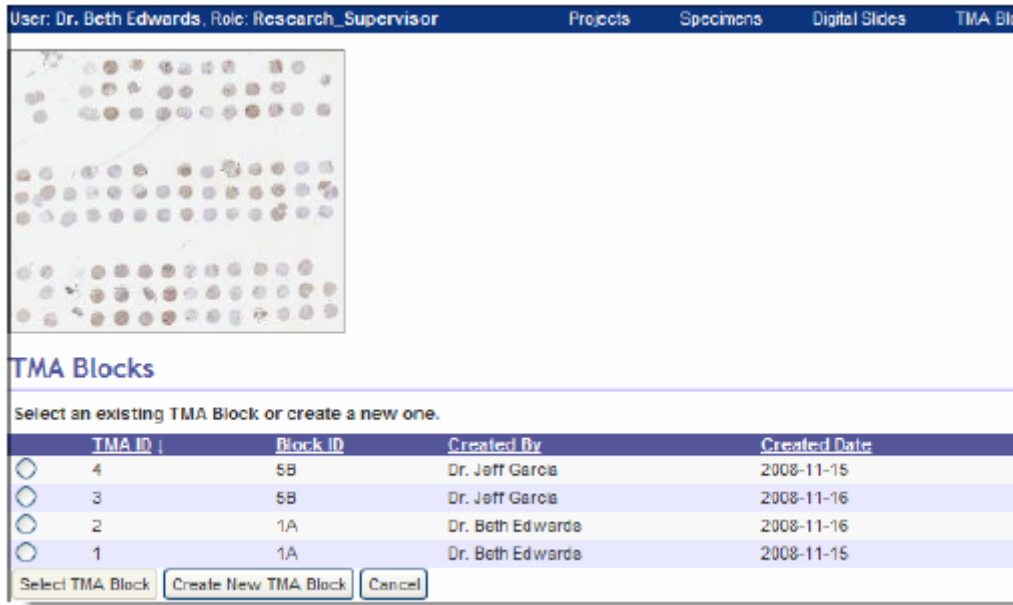 User: Dr. Beth Edwards, Role: Research_Supervisor Projects Specimens Digital Slides TMA
TMA Blocks
Select an existing TMA Block or create a new one.
TMA ID ↓ Block ID Created By Created Date
4 5B Dr. Jeff Garcia 2008-11-15
3 5B Dr. Jeff Garcia 2008-11-16
2 1A Dr. Beth Edwards 2008-11-16
1 1A Dr. Beth Edwards 2008-11-15
Select TMA Block Create New TMA Block Cancel